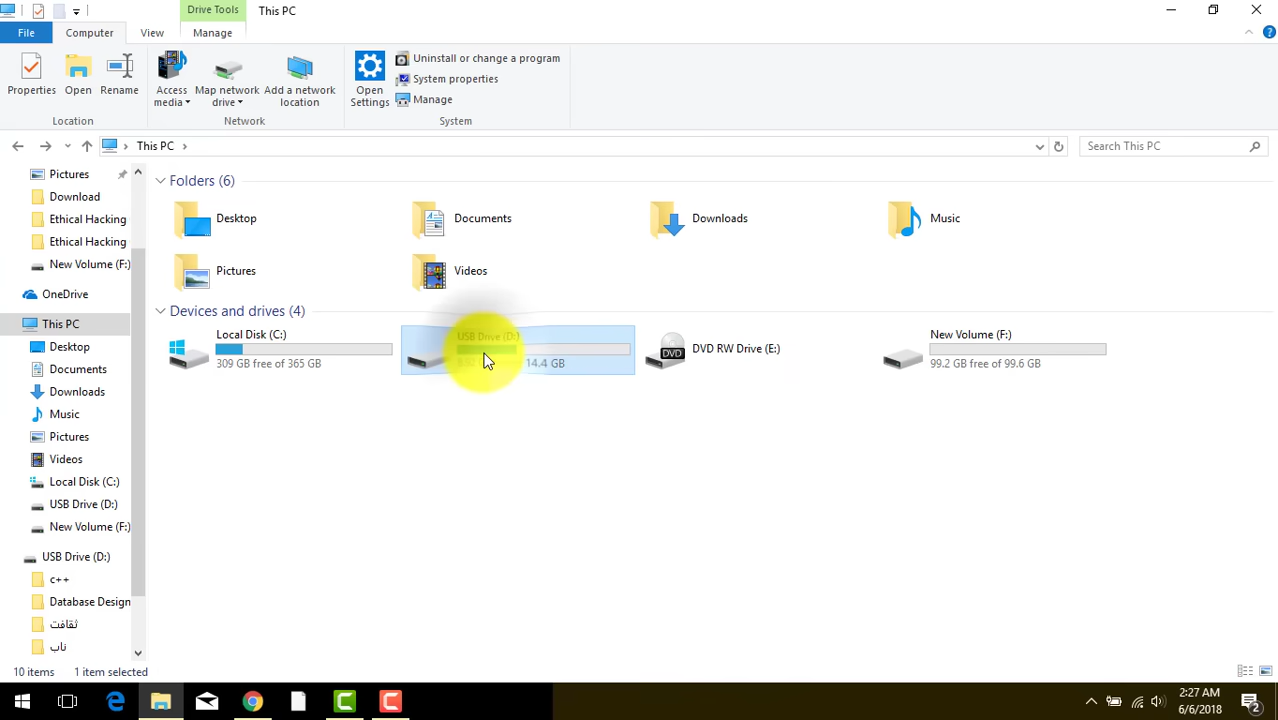 Drive Tools
This PC
File
Computer
View
Manage
Properties
Open
Rename
Access media
Map network drive
Add a network location
Open Settings
Uninstall or change a program
System properties
Manage
Location
Network
System
This PC
Search This PC
Pictures
Download
Ethical Hacking
Ethical Hacking
New Volume (F:)
OneDrive
This PC
Desktop
Documents
Downloads
Music
Pictures
Videos
Local Disk (C:)
USB Drive (D:)
New Volume (F:)
USB Drive (D:)
c++
Database Design
ثقافت
ناب
Folders (6)
Desktop
Documents
Downloads
Music
Pictures
Videos
Devices and drives (4)
Local Disk (C:)
309 GB free of 365 GB
USB Drive (D:)
14.4 GB
DVD RW Drive (E:)
DVD
New Volume (F:)
99.2 GB free of 99.6 GB
10 items
1 item selected
2:27 AM
6/6/2018
2